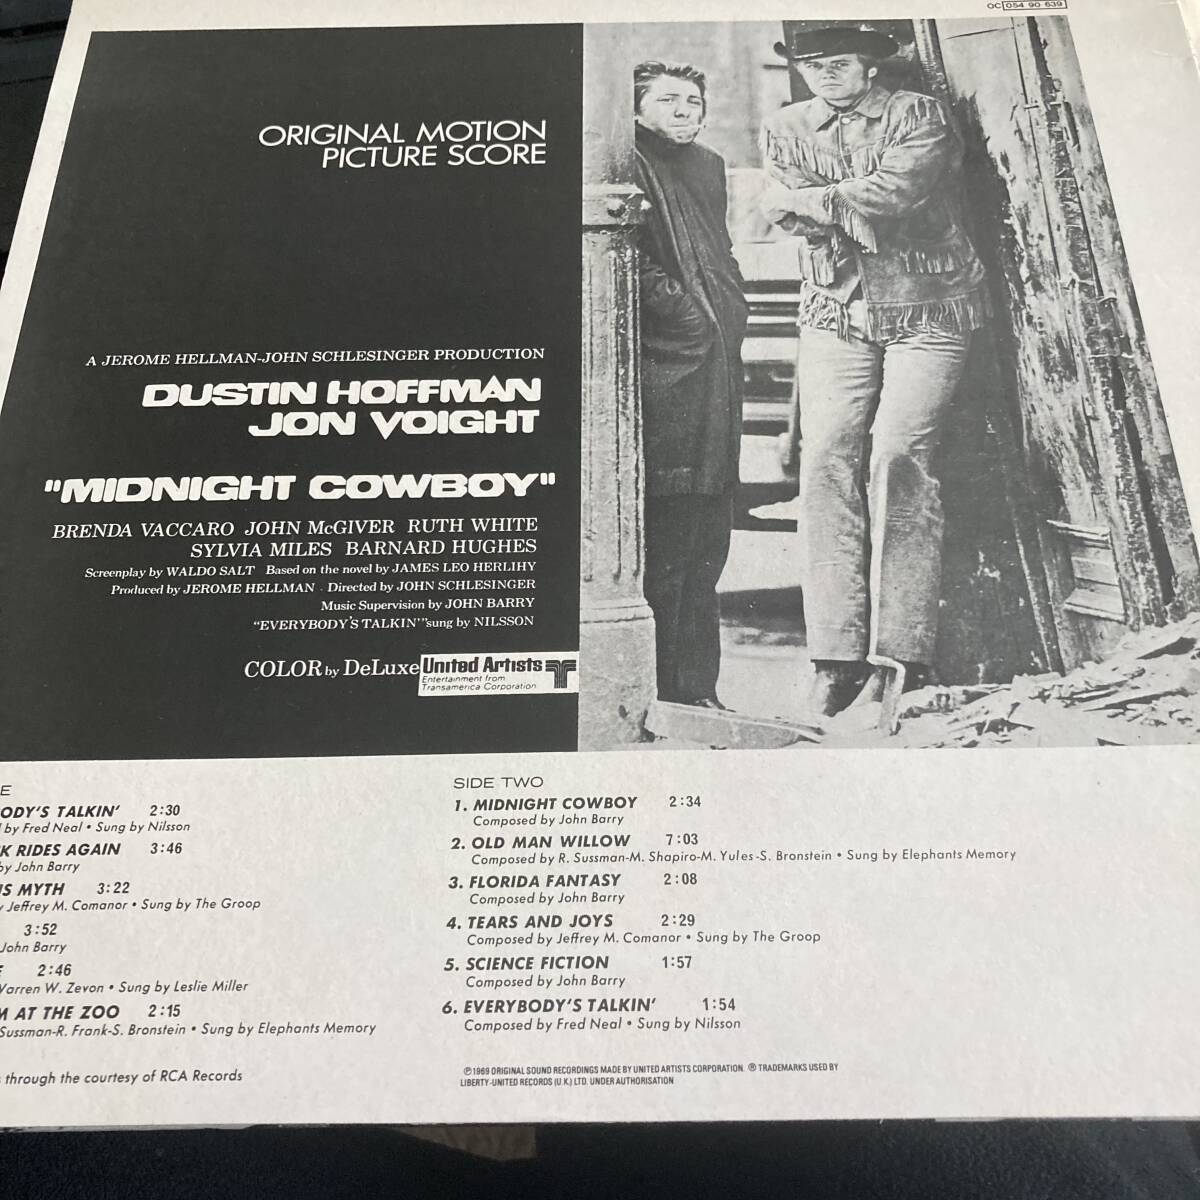 OC 054 90 639
ORIGINAL MOTION
PICTURE SCORE
A JEROME HELLMAN-JOHN SCHLESINGER PRODUCTION
DUSTIN HOFFMAN
JON VOIGHT
"MIDNIGHT COWBOY"
BRENDA VACCARO JOHN McGIVER RUTH WHITE
SYLVIA MILES BARNARD HUGHES
Screenplay by WALDO SALT Based on the novel by JAMES LEO HERLIHY
Produced by JEROME HELLMAN Directed by JOHN SCHLESINGER
Music Supervision by JOHN BARRY
"EVERYBODY'S TALKIN'" sung by NILSSON
COLOR by DeLuxe United Artists
Entertainment from
Transamerica Corporation
E
ODY'S TALKIN' 2:30
by Fred Neal • Sung by Nilsson
K RIDES AGAIN 3:46
by John Barry
IS MYTH 3:22
y Jeffrey M. Comanor • Sung by The Groop
3:52
John Barry
E 2:46
Warren W. Zevon • Sung by Leslie Miller
M AT THE ZOO 2:15
Sussman-R. Frank-S. Bronstein • Sung by Elephants Memory
s through the courtesy of RCA Records
SIDE TWO
1. MIDNIGHT COWBOY 2:34
Composed by John Barry
2. OLD MAN WILLOW 7:03
Composed by R. Sussman-M. Shapiro-M. Yules-S. Bronstein • Sung by Elephants Memory
3. FLORIDA FANTASY 2:08
Composed by John Barry
4. TEARS AND JOYS 2:29
Composed by Jeffrey M. Comanor • Sung by The Groop
5. SCIENCE FICTION 1:57
Composed by John Barry
6. EVERYBODY'S TALKIN' 1:54
Composed by Fred Neal • Sung by Nilsson
℗1969 ORIGINAL SOUND RECORDINGS MADE BY UNITED ARTISTS CORPORATION. ® TRADEMARKS USED BY
LIBERTY-UNITED RECORDS (U.K.) LTD. UNDER AUTHORISATION